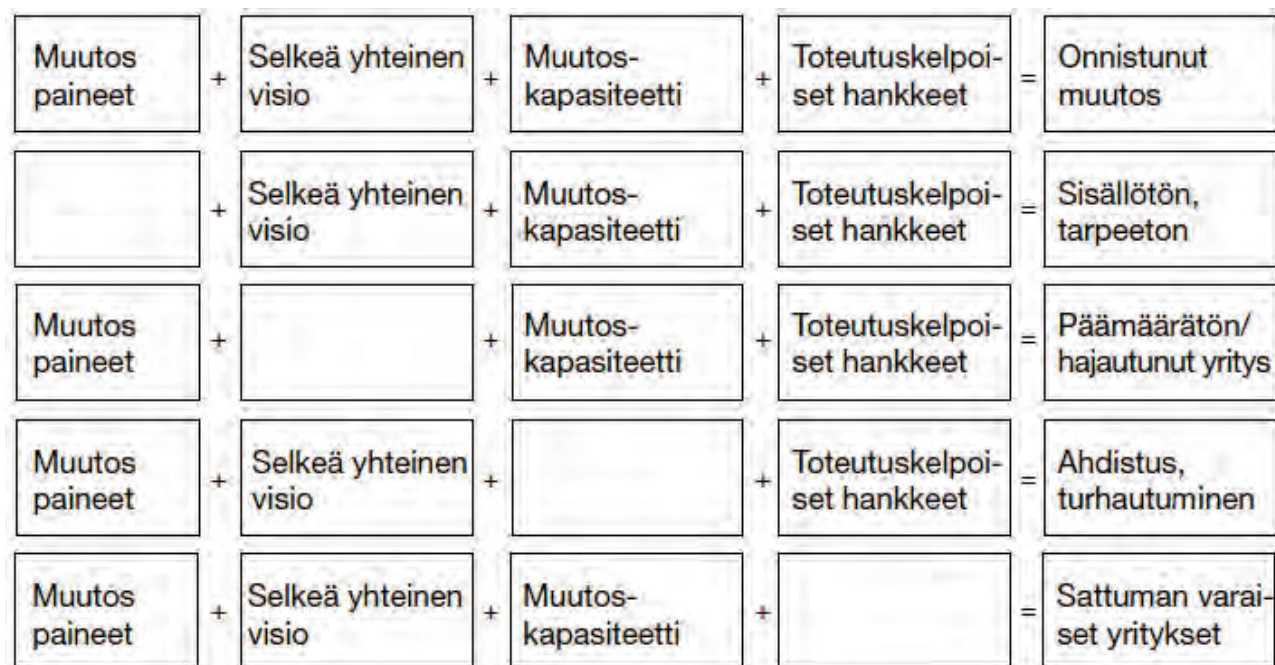 Muutos + Selkeä yhteinen + Muutos- + Toteutuskelpoi- = Onnistunut
paineet visio kapasiteetti set hankkeet muutos
+ Selkeä yhteinen + Muutos- + Toteutuskelpoi- = Sisällötön,
visio kapasiteetti set hankkeet tarpeeton
Muutos + + Muutos- + Toteutuskelpoi- = Päämäärätön/
paineet kapasiteetti set hankkeet hajautunut yritys
Muutos + Selkeä yhteinen + + Toteutuskelpoi- = Ahdistus,
paineet visio set hankkeet turhautuminen
Muutos + Selkeä yhteinen + Muutos- + = Sattuman varai-
paineet visio kapasiteetti set yritykset